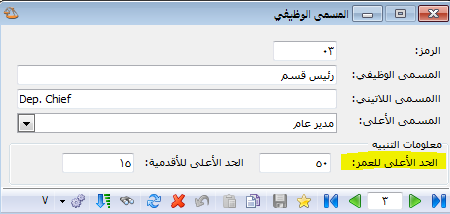 المسمى الوظيفي
الرمز: ٠٣
المسمى الوظيفي: رئيس قسم
المسمى اللاتيني: Dep. Chief
المسمى الأعلى: مدير عام
معلومات التنبيه
الحد الأعلى للعمر: ٥٠ الحد الأعلى للأقدمية: ١٥
٣ ٧